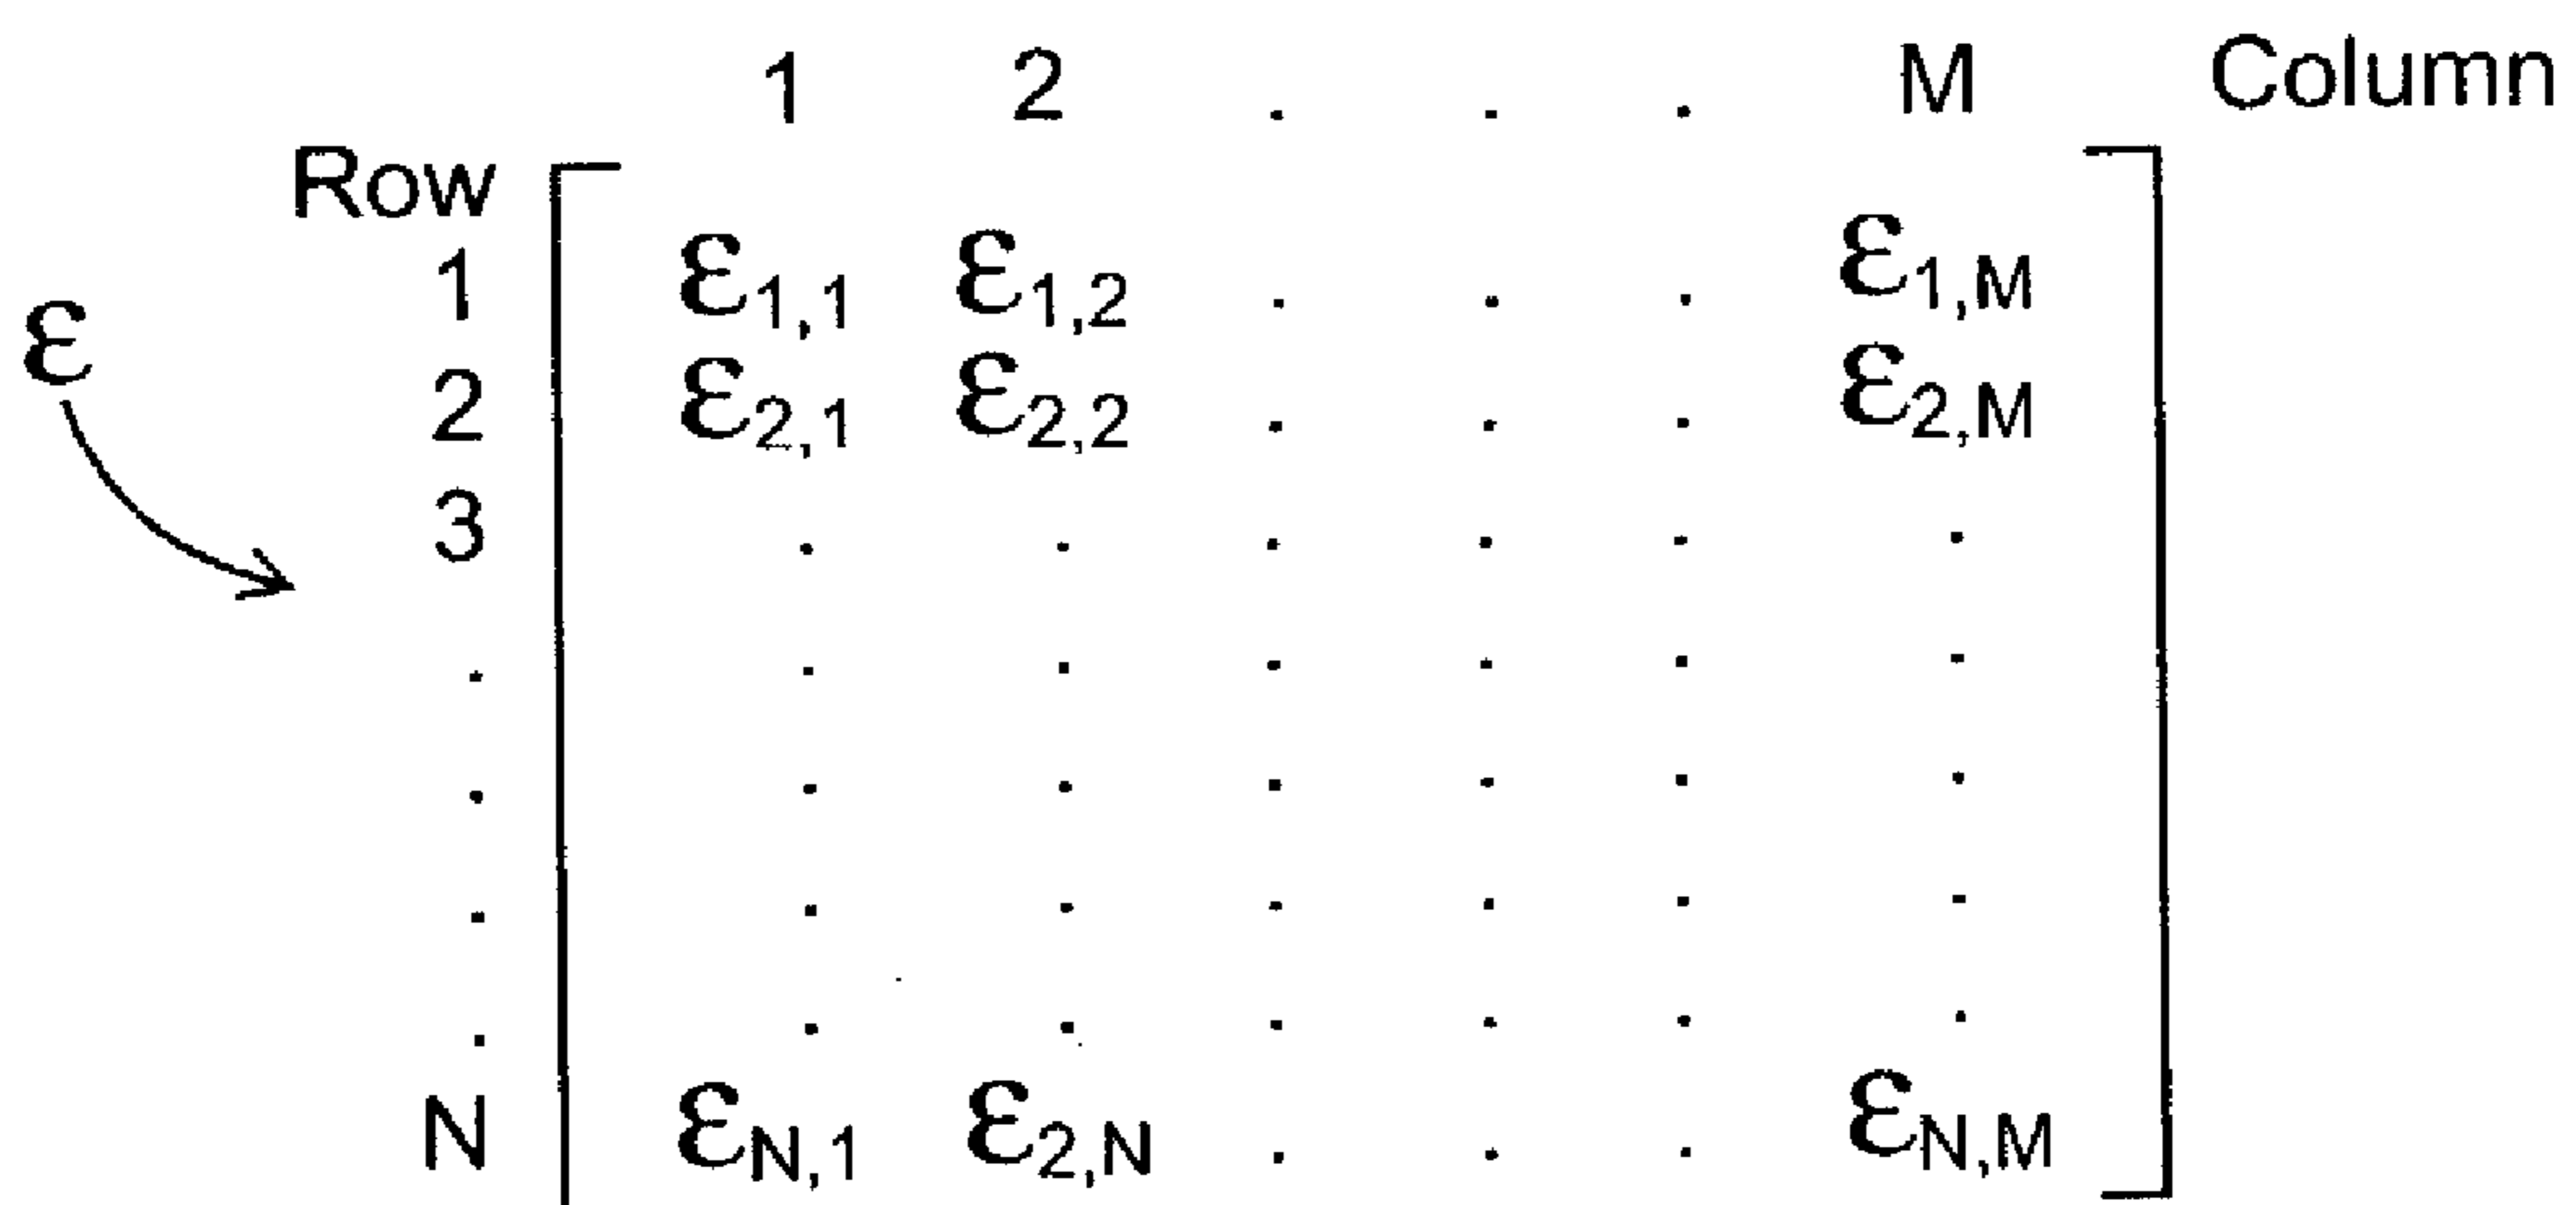 1 2 . . . M Column
Row
1 ε1,1 ε1,2 . . . ε1,M
ε
2 ε2,1 ε2,2 . . . ε2,M
3 . . . . . .
. . . . . . .
. . . . . . .
. . . . . . .
. . . . . . .
N εN,1 ε2,N . . . εN,M